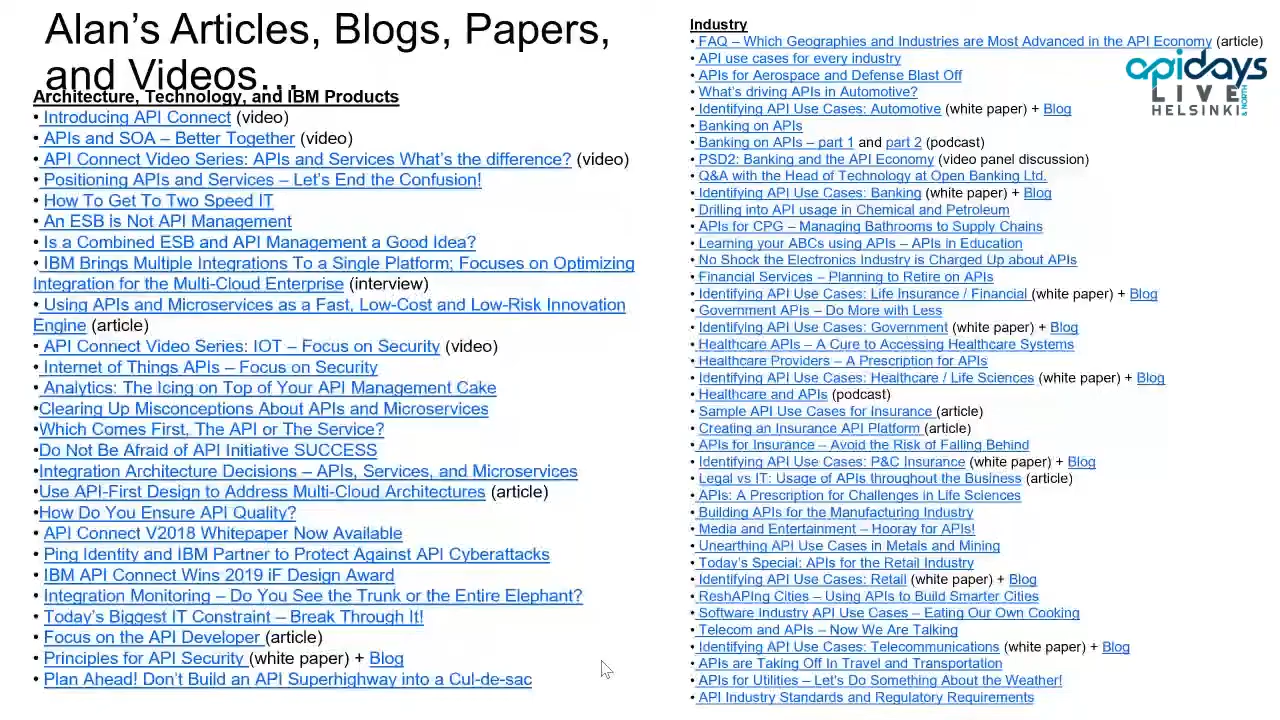 Alan’s Articles, Blogs, Papers,
and Videos…
Architecture, Technology, and IBM Products
• Introducing API Connect (video)
• APIs and SOA – Better Together (video)
• API Connect Video Series: APIs and Services What’s the difference? (video)
• Positioning APIs and Services – Let’s End the Confusion!
• How To Get To Two Speed IT
• An ESB is Not API Management
• Is a Combined ESB and API Management a Good Idea?
• IBM Brings Multiple Integrations To a Single Platform; Focuses on Optimizing
Integration for the Multi-Cloud Enterprise (interview)
• Using APIs and Microservices as a Fast, Low-Cost and Low-Risk Innovation
Engine (article)
• API Connect Video Series: IOT – Focus on Security (video)
• Internet of Things APIs – Focus on Security
• Analytics: The Icing on Top of Your API Management Cake
•Clearing Up Misconceptions About APIs and Microservices
•Which Comes First, The API or The Service?
•Do Not Be Afraid of API Initiative SUCCESS
•Integration Architecture Decisions – APIs, Services, and Microservices
•Use API-First Design to Address Multi-Cloud Architectures (article)
•How Do You Ensure API Quality?
• API Connect V2018 Whitepaper Now Available
• Ping Identity and IBM Partner to Protect Against API Cyberattacks
• IBM API Connect Wins 2019 iF Design Award
• Integration Monitoring – Do You See the Trunk or the Entire Elephant?
• Today’s Biggest IT Constraint – Break Through It!
• Focus on the API Developer (article)
• Principles for API Security (white paper) + Blog
• Plan Ahead! Don’t Build an API Superhighway into a Cul-de-sac
Industry
• FAQ – Which Geographies and Industries are Most Advanced in the API Economy (article)
• API use cases for every industry
• APIs for Aerospace and Defense Blast Off
• What’s driving APIs in Automotive?
• Identifying API Use Cases: Automotive (white paper) + Blog
• Banking on APIs
• Banking on APIs – part 1 and part 2 (podcast)
• PSD2: Banking and the API Economy (video panel discussion)
• Q&A with the Head of Technology at Open Banking Ltd.
• Identifying API Use Cases: Banking (white paper) + Blog
• Drilling into API usage in Chemical and Petroleum
• APIs for CPG – Managing Bathrooms to Supply Chains
• Learning your ABCs using APIs – APIs in Education
• No Shock the Electronics Industry is Charged Up about APIs
• Financial Services – Planning to Retire on APIs
• Identifying API Use Cases: Life Insurance / Financial (white paper) + Blog
• Government APIs – Do More with Less
• Identifying API Use Cases: Government (white paper) + Blog
• Healthcare APIs – A Cure to Accessing Healthcare Systems
• Healthcare Providers – A Prescription for APIs
• Identifying API Use Cases: Healthcare / Life Sciences (white paper) + Blog
• Healthcare and APIs (podcast)
• Sample API Use Cases for Insurance (article)
• Creating an Insurance API Platform (article)
• APIs for Insurance – Avoid the Risk of Falling Behind
• Identifying API Use Cases: P&C Insurance (white paper) + Blog
• Legal vs IT: Usage of APIs throughout the Business (article)
• APIs: A Prescription for Challenges in Life Sciences
• Building APIs for the Manufacturing Industry
• Media and Entertainment – Hooray for APIs!
• Unearthing API Use Cases in Metals and Mining
• Today’s Special: APIs for the Retail Industry
• Identifying API Use Cases: Retail (white paper) + Blog
• ReshAPIng Cities – Using APIs to Build Smarter Cities
• Software Industry API Use Cases – Eating Our Own Cooking
• Telecom and APIs – Now We Are Talking
• Identifying API Use Cases: Telecommunications (white paper) + Blog
• APIs are Taking Off In Travel and Transportation
• APIs for Utilities – Let's Do Something About the Weather!
• API Industry Standards and Regulatory Requirements
apidays
LIVE
HELSINKI & NORTH